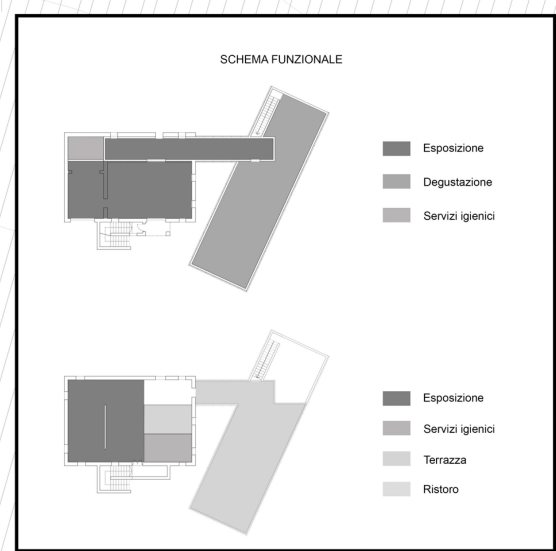 SCHEMA FUNZIONALE
Esposizione
Degustazione
Servizi igienici
Esposizione
Servizi igienici
Terrazza
Ristoro